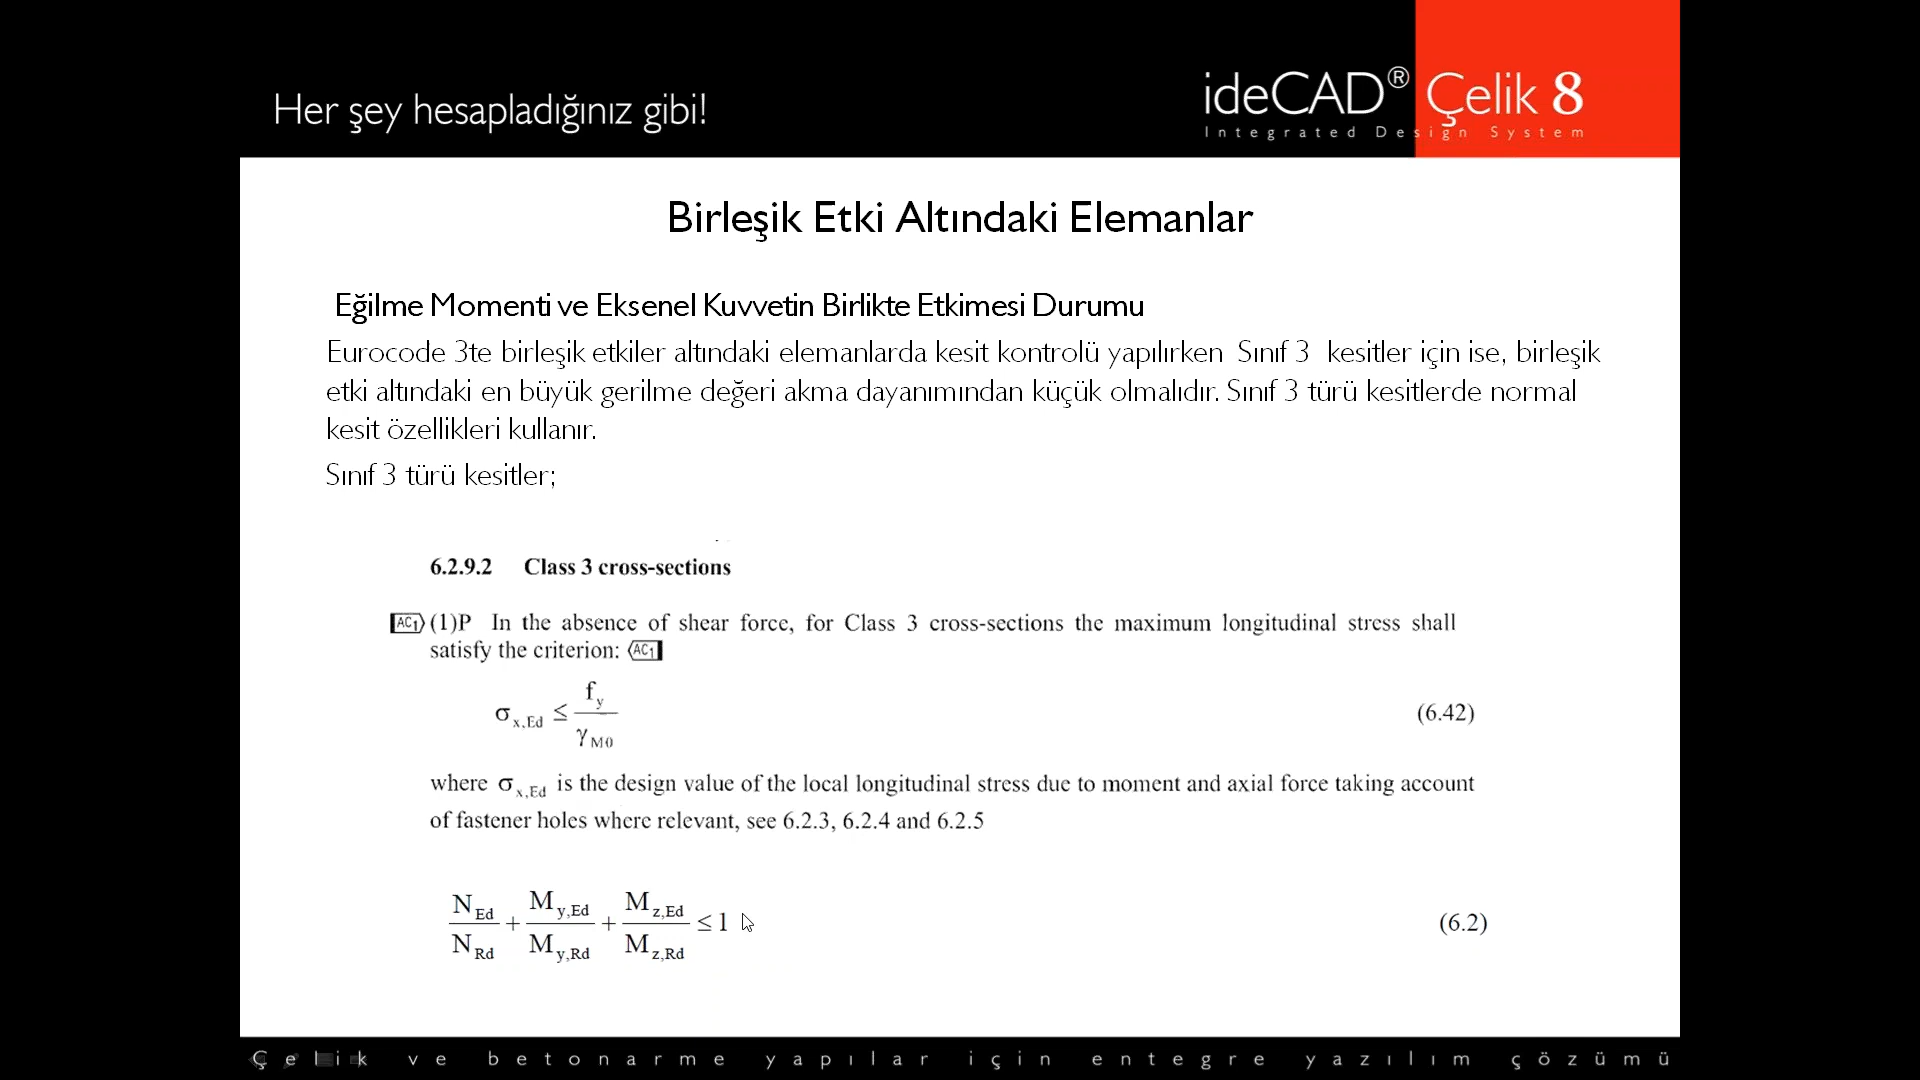 Her şey hesapladığınız gibi!
ideCAD® Çelik 8
Integrated Design System
Birleşik Etki Altındaki Elemanlar
Eğilme Momenti ve Eksenel Kuvvetin Birlikte Etkimesi Durumu
Eurocode 3te birleşik etkiler altındaki elemanlarda kesit kontrolü yapılırken Sınıf 3 kesitler için ise, birleşik
etki altındaki en büyük gerilme değeri akma dayanımından küçük olmalıdır. Sınıf 3 türü kesitlerde normal
kesit özellikleri kullanır.
Sınıf 3 türü kesitler;
6.2.9.2 Class 3 cross-sections
AC1 (1)P In the absence of shear force, for Class 3 cross-sections the maximum longitudinal stress shall
satisfy the criterion: AC1
σx,Ed ≤ fy / γM0 (6.42)
where σx,Ed is the design value of the local longitudinal stress due to moment and axial force taking account
of fastener holes where relevant, see 6.2.3, 6.2.4 and 6.2.5
NEd / NRd + My,Ed / My,Rd + Mz,Ed / Mz,Rd ≤ 1 (6.2)
Çelik ve betonarme yapılar için entegre yazılım çözümü